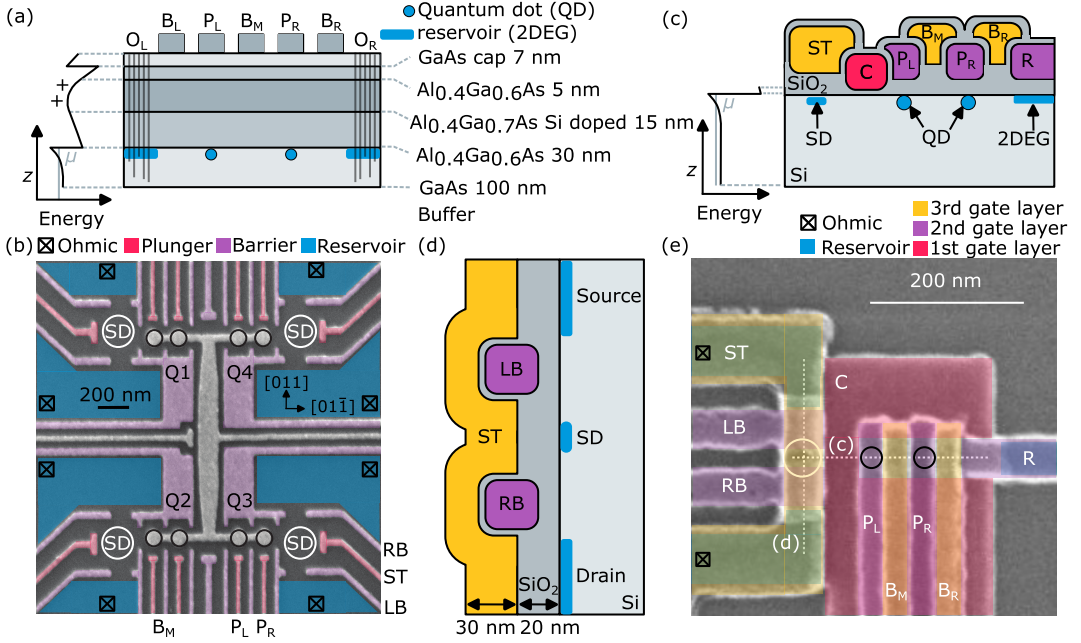 (a)
B_L P_L B_M P_R B_R
O_L O_R
Quantum dot (QD)
reservoir (2DEG)
GaAs cap 7 nm
Al0.4Ga0.6As 5 nm
Al0.4Ga0.7As Si doped 15 nm
Al0.4Ga0.6As 30 nm
GaAs 100 nm
Buffer
+
+
μ
z
Energy
(c)
ST C P_L B_M P_R B_R R
SiO2
SD QD 2DEG
Si
μ
z
Energy
Ohmic
Reservoir
3rd gate layer
2nd gate layer
1st gate layer
(b)
Ohmic Plunger Barrier Reservoir
SD SD
Q1 Q4
200 nm
[011]
[011̄]
Q2 Q3
SD SD
RB
ST
LB
B_M P_L P_R
(d)
Source
LB
ST SD
RB
SiO2
Drain
Si
30 nm 20 nm
(e)
200 nm
ST
C
LB
(c)
R
RB
P_L P_R
(d)
B_M B_R